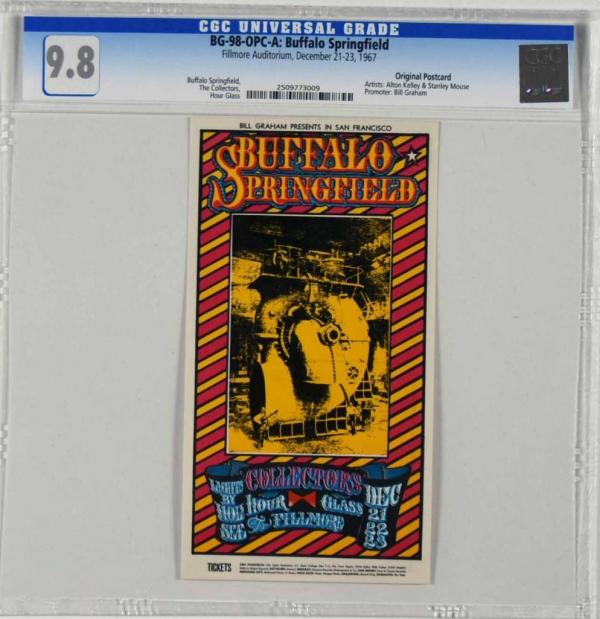 CGC UNIVERSAL GRADE
9.8
BG-98-OPC-A: Buffalo Springfield
Fillmore Auditorium, December 21-23, 1967
Buffalo Springfield,
The Collectors,
Hour Glass
2509773009
Original Postcard
Artists: Alton Kelley & Stanley Mouse
Promoter: Bill Graham
CGC
BILL GRAHAM PRESENTS IN SAN FRANCISCO
BUFFALO
SPRINGFIELD
COLLECTORS
LIGHTS BY HOLY SEE
HOUR GLASS
FILLMORE
DEC
21
22
23
TICKETS